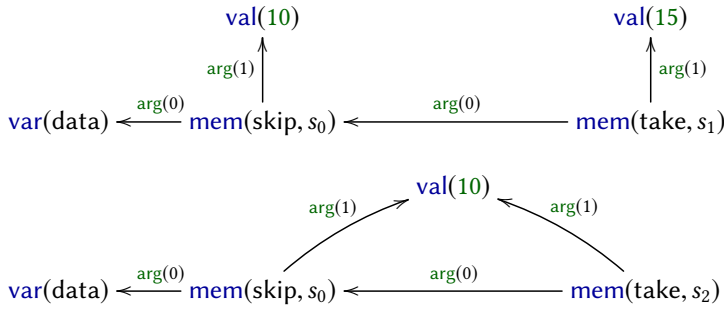 val(10) val(15)
arg(1) arg(1)
arg(0) arg(0)
var(data) mem(skip, s₀) mem(take, s₁)
val(10)
arg(1) arg(1)
arg(0) arg(0)
var(data) mem(skip, s₀) mem(take, s₂)